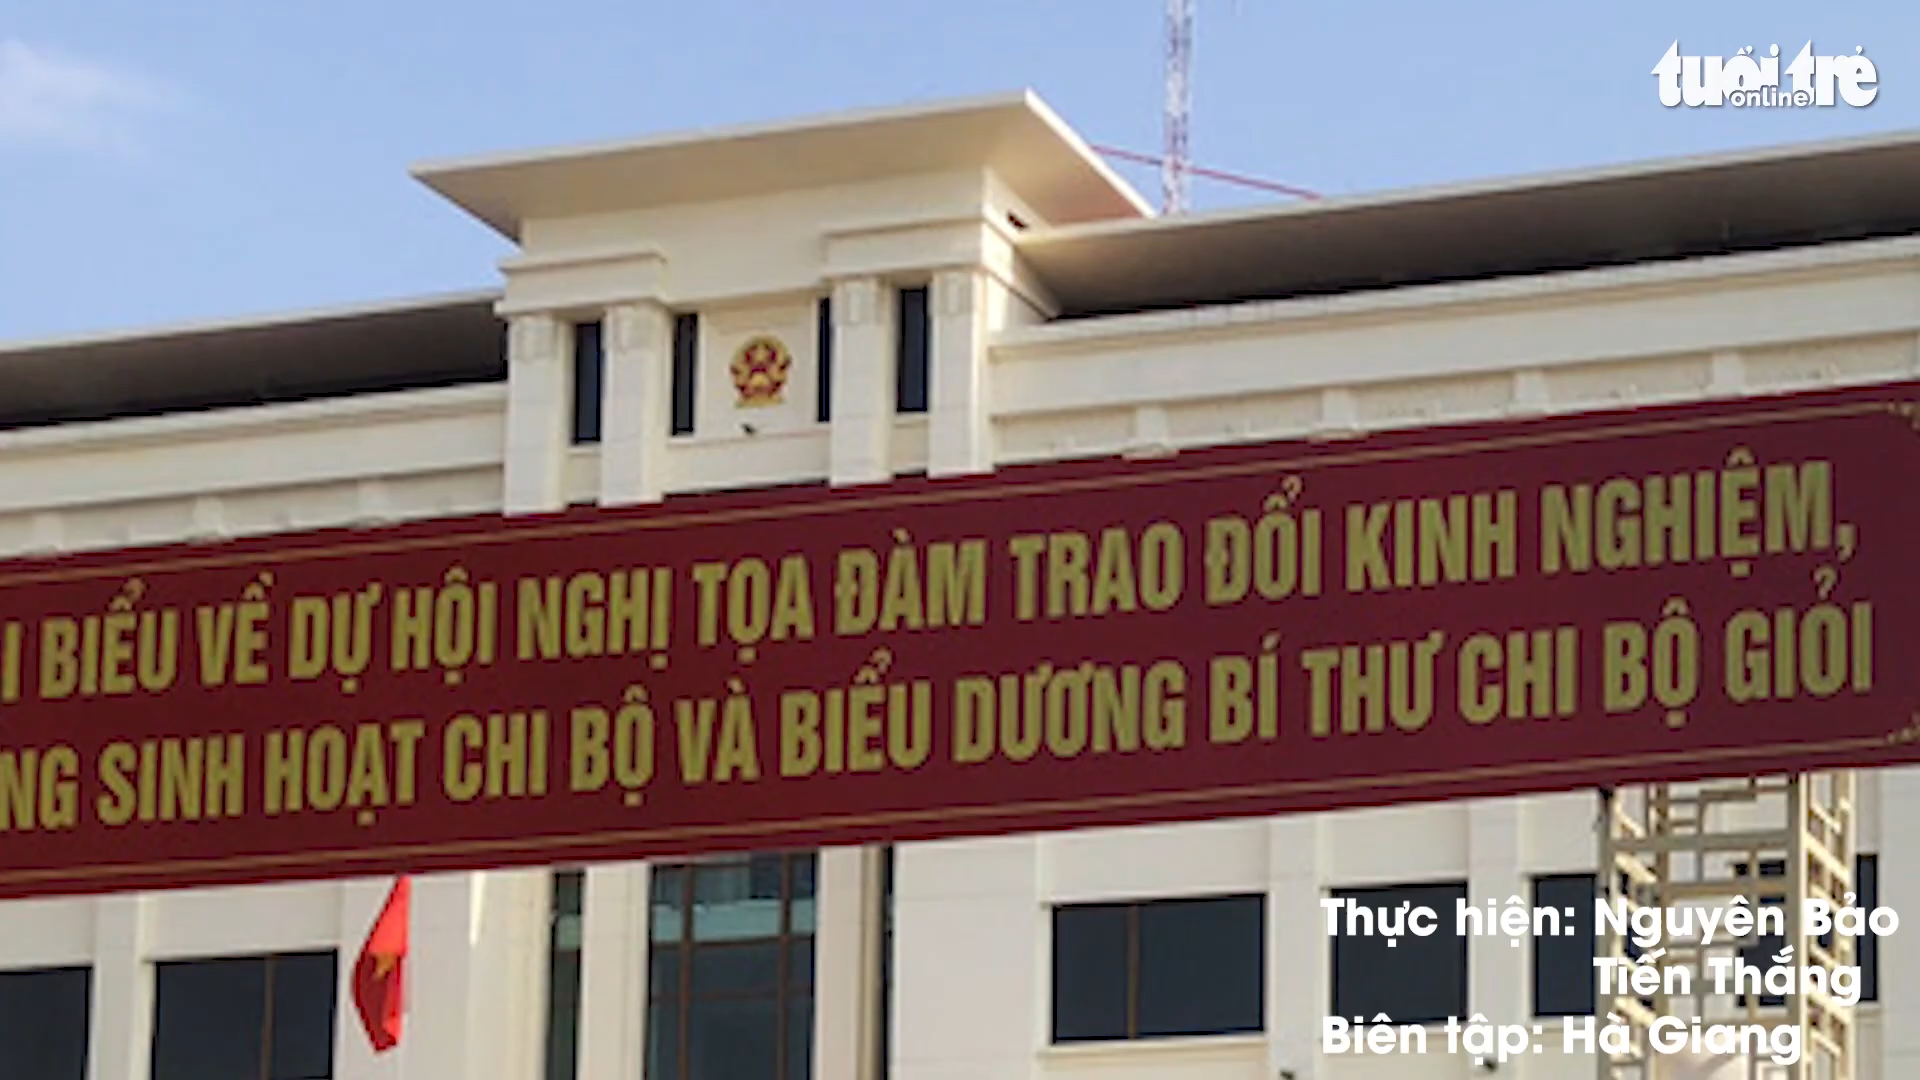 tuổi trẻ
online
I BIỂU VỀ DỰ HỘI NGHỊ TỌA ĐÀM TRAO ĐỔI KINH NGHIỆM,
NG SINH HOẠT CHI BỘ VÀ BIỂU DƯƠNG BÍ THƯ CHI BỘ GIỎI
Thực hiện: Nguyên Bảo
Tiến Thắng
Biên tập: Hà Giang